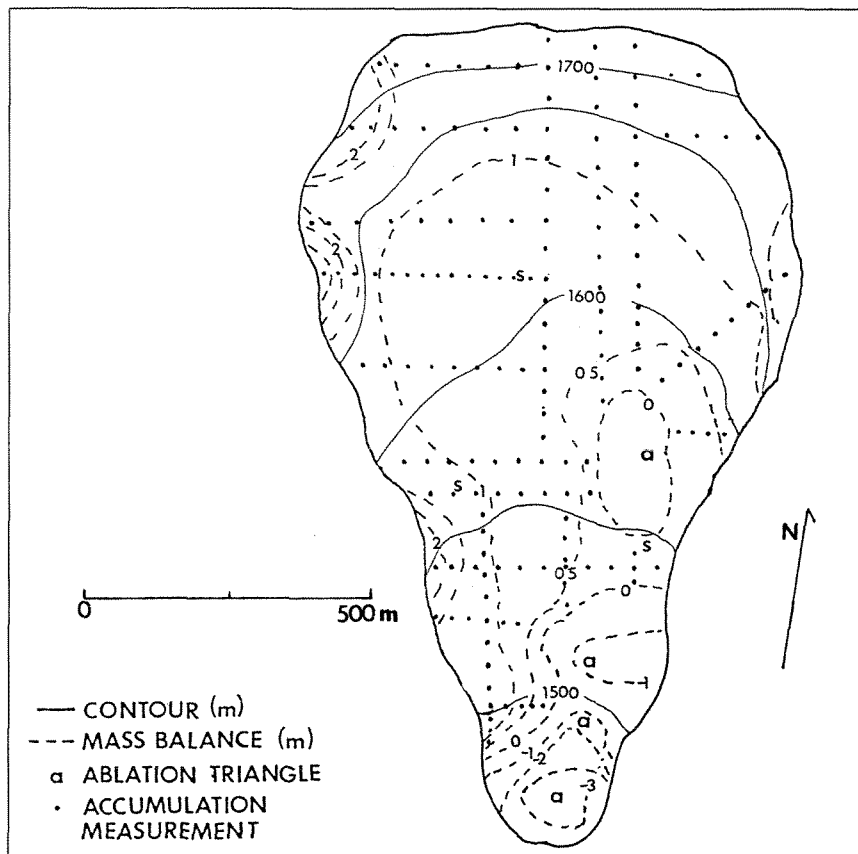 1700
2
1
2
s
1600
1
0 5
0
a
s
1
2
s
0 5
0
N
0
500 m
a
-1
1500
a
0
-1
-2
-3
a
CONTOUR (m)
MASS BALANCE (m)
a ABLATION TRIANGLE
ACCUMULATION
MEASUREMENT